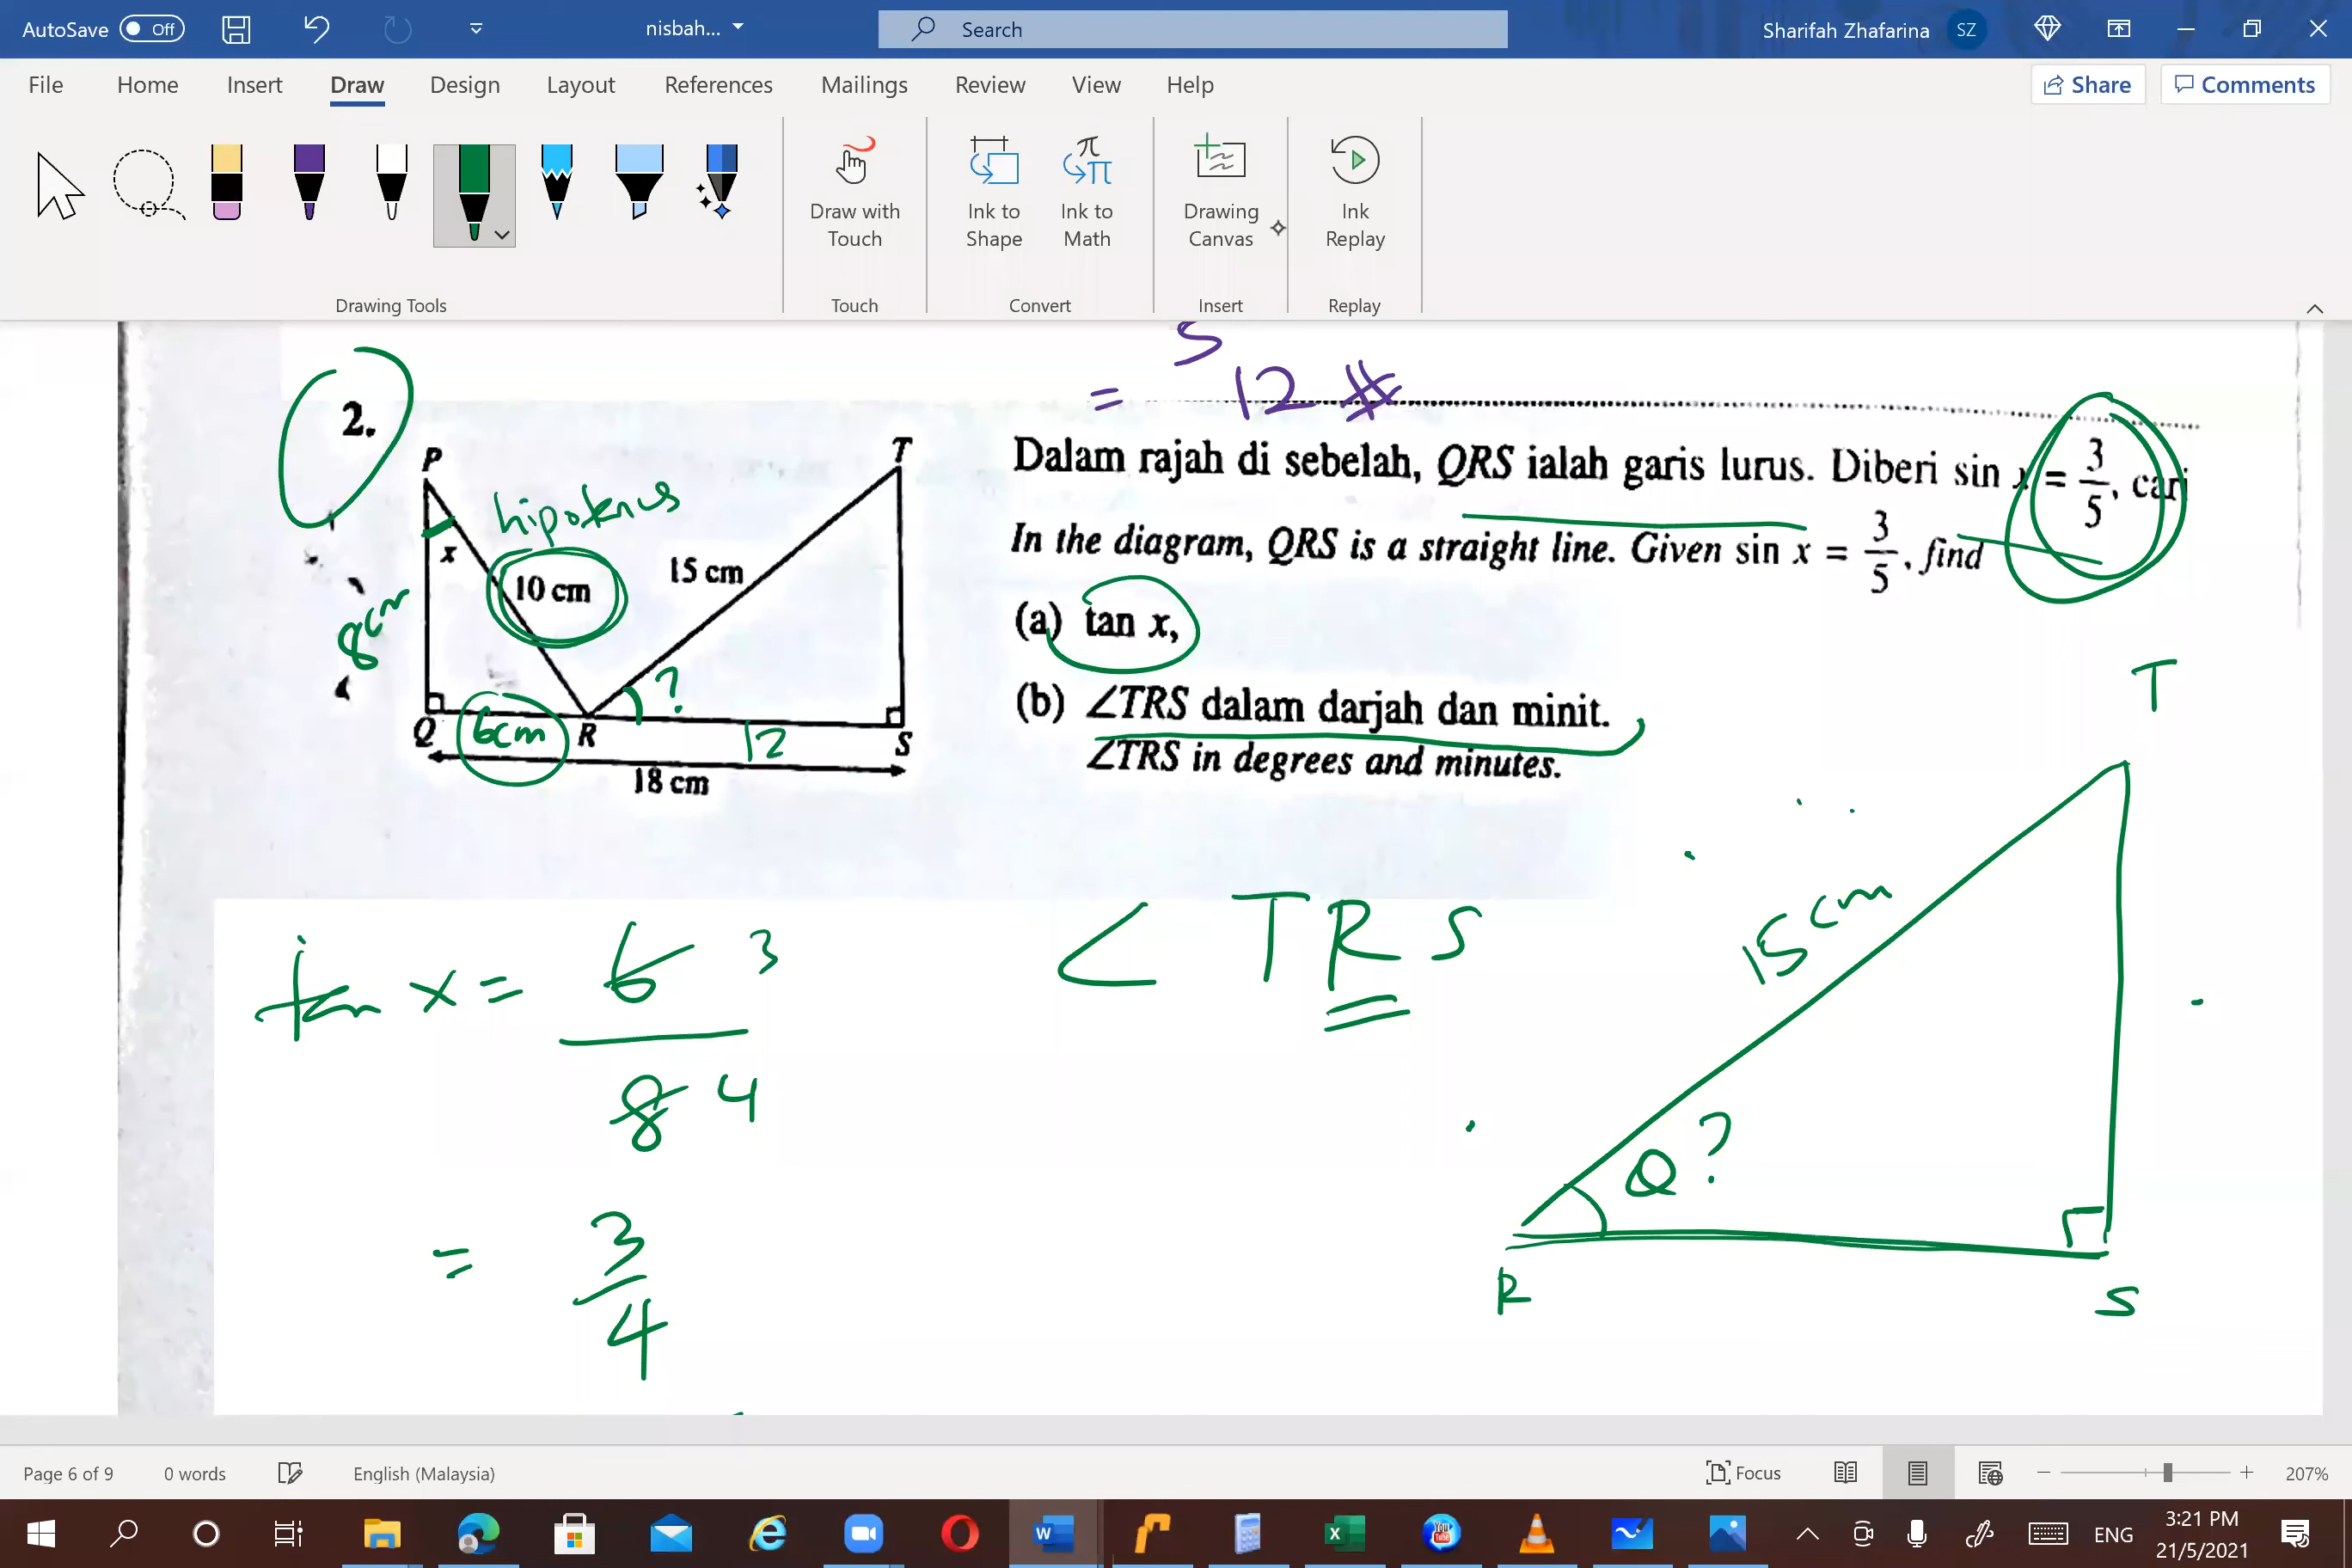 AutoSave Off nisbah... Search Sharifah Zhafarina SZ
File Home Insert Draw Design Layout References Mailings Review View Help Share Comments
Draw with Touch
Ink to Shape
Ink to Math
Drawing Canvas
Ink Replay
Drawing Tools Touch Convert Insert Replay
5
= 12 #
2.
P
T
hipotenus
x
10 cm
15 cm
8cm
?
Q 6cm R 12 S
18 cm
Dalam rajah di sebelah, QRS ialah garis lurus. Diberi sin x = 3/5, cari
In the diagram, QRS is a straight line. Given sin x = 3/5, find
(a) tan x,
(b) ∠TRS dalam darjah dan minit.
∠TRS in degrees and minutes.
tan x = 6 3
8 4
= 3/4
< TRS
T
15 cm
θ ?
R
S
Page 6 of 9 0 words English (Malaysia) Focus 207%
ENG 3:21 PM
21/5/2021